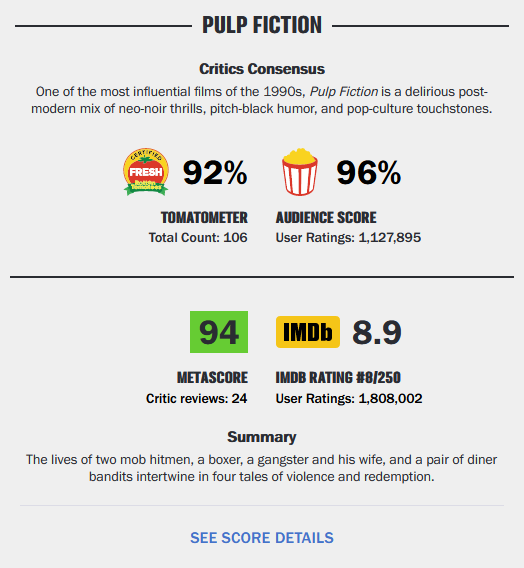 PULP FICTION
Critics Consensus
One of the most influential films of the 1990s, Pulp Fiction is a delirious post-
modern mix of neo-noir thrills, pitch-black humor, and pop-culture touchstones.
CERTIFIED
FRESH
Rotten
Tomatoes
92%
96%
TOMATOMETER
Total Count: 106
AUDIENCE SCORE
User Ratings: 1,127,895
94
IMDb
8.9
METASCORE
Critic reviews: 24
IMDB RATING #8/250
User Ratings: 1,808,002
Summary
The lives of two mob hitmen, a boxer, a gangster and his wife, and a pair of diner
bandits intertwine in four tales of violence and redemption.
SEE SCORE DETAILS